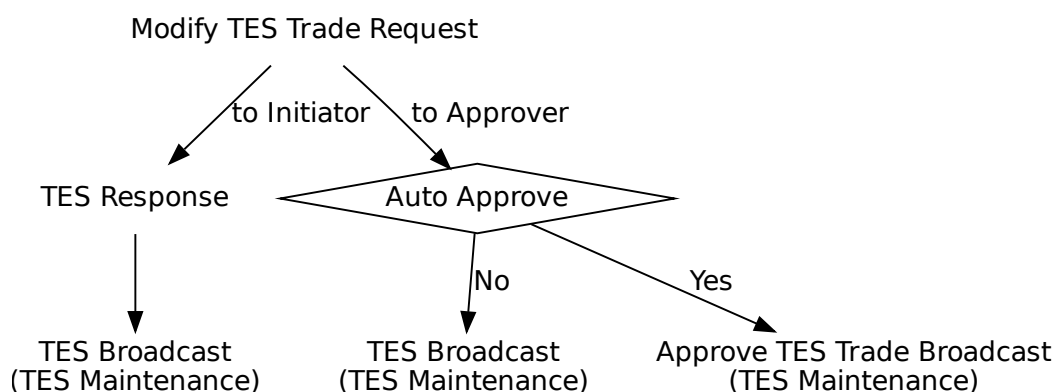 Modify TES Trade Request
to Initiator
to Approver
TES Response
Auto Approve
No
Yes
TES Broadcast
(TES Maintenance)
TES Broadcast
(TES Maintenance)
Approve TES Trade Broadcast
(TES Maintenance)